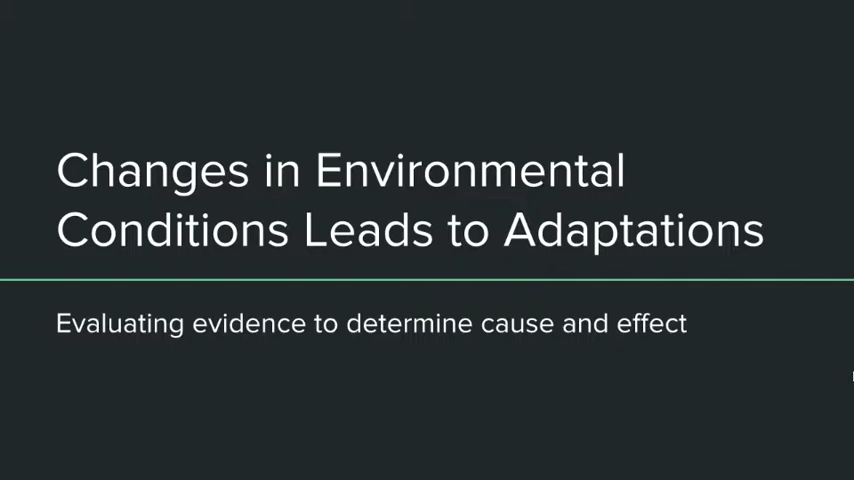 Changes in Environmental
Conditions Leads to Adaptations
Evaluating evidence to determine cause and effect